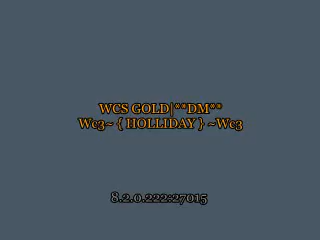 WCS GOLD|**DM**
Wc3~ { HOLLIDAY } ~Wc3
8.2.0.222:27015